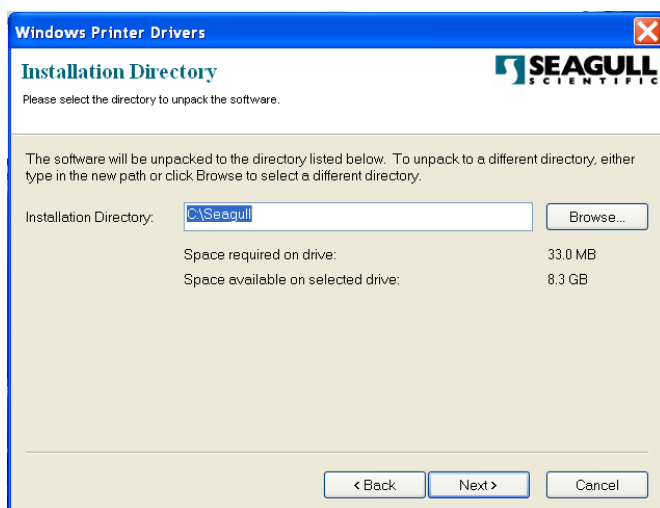 Windows Printer Drivers
Installation Directory
SEAGULL
SCIENTIFIC
Please select the directory to unpack the software.
The software will be unpacked to the directory listed below. To unpack to a different directory, either
type in the new path or click Browse to select a different directory.
Installation Directory: C:\Seagull Browse...
Space required on drive: 33.0 MB
Space available on selected drive: 8.3 GB
< Back Next > Cancel